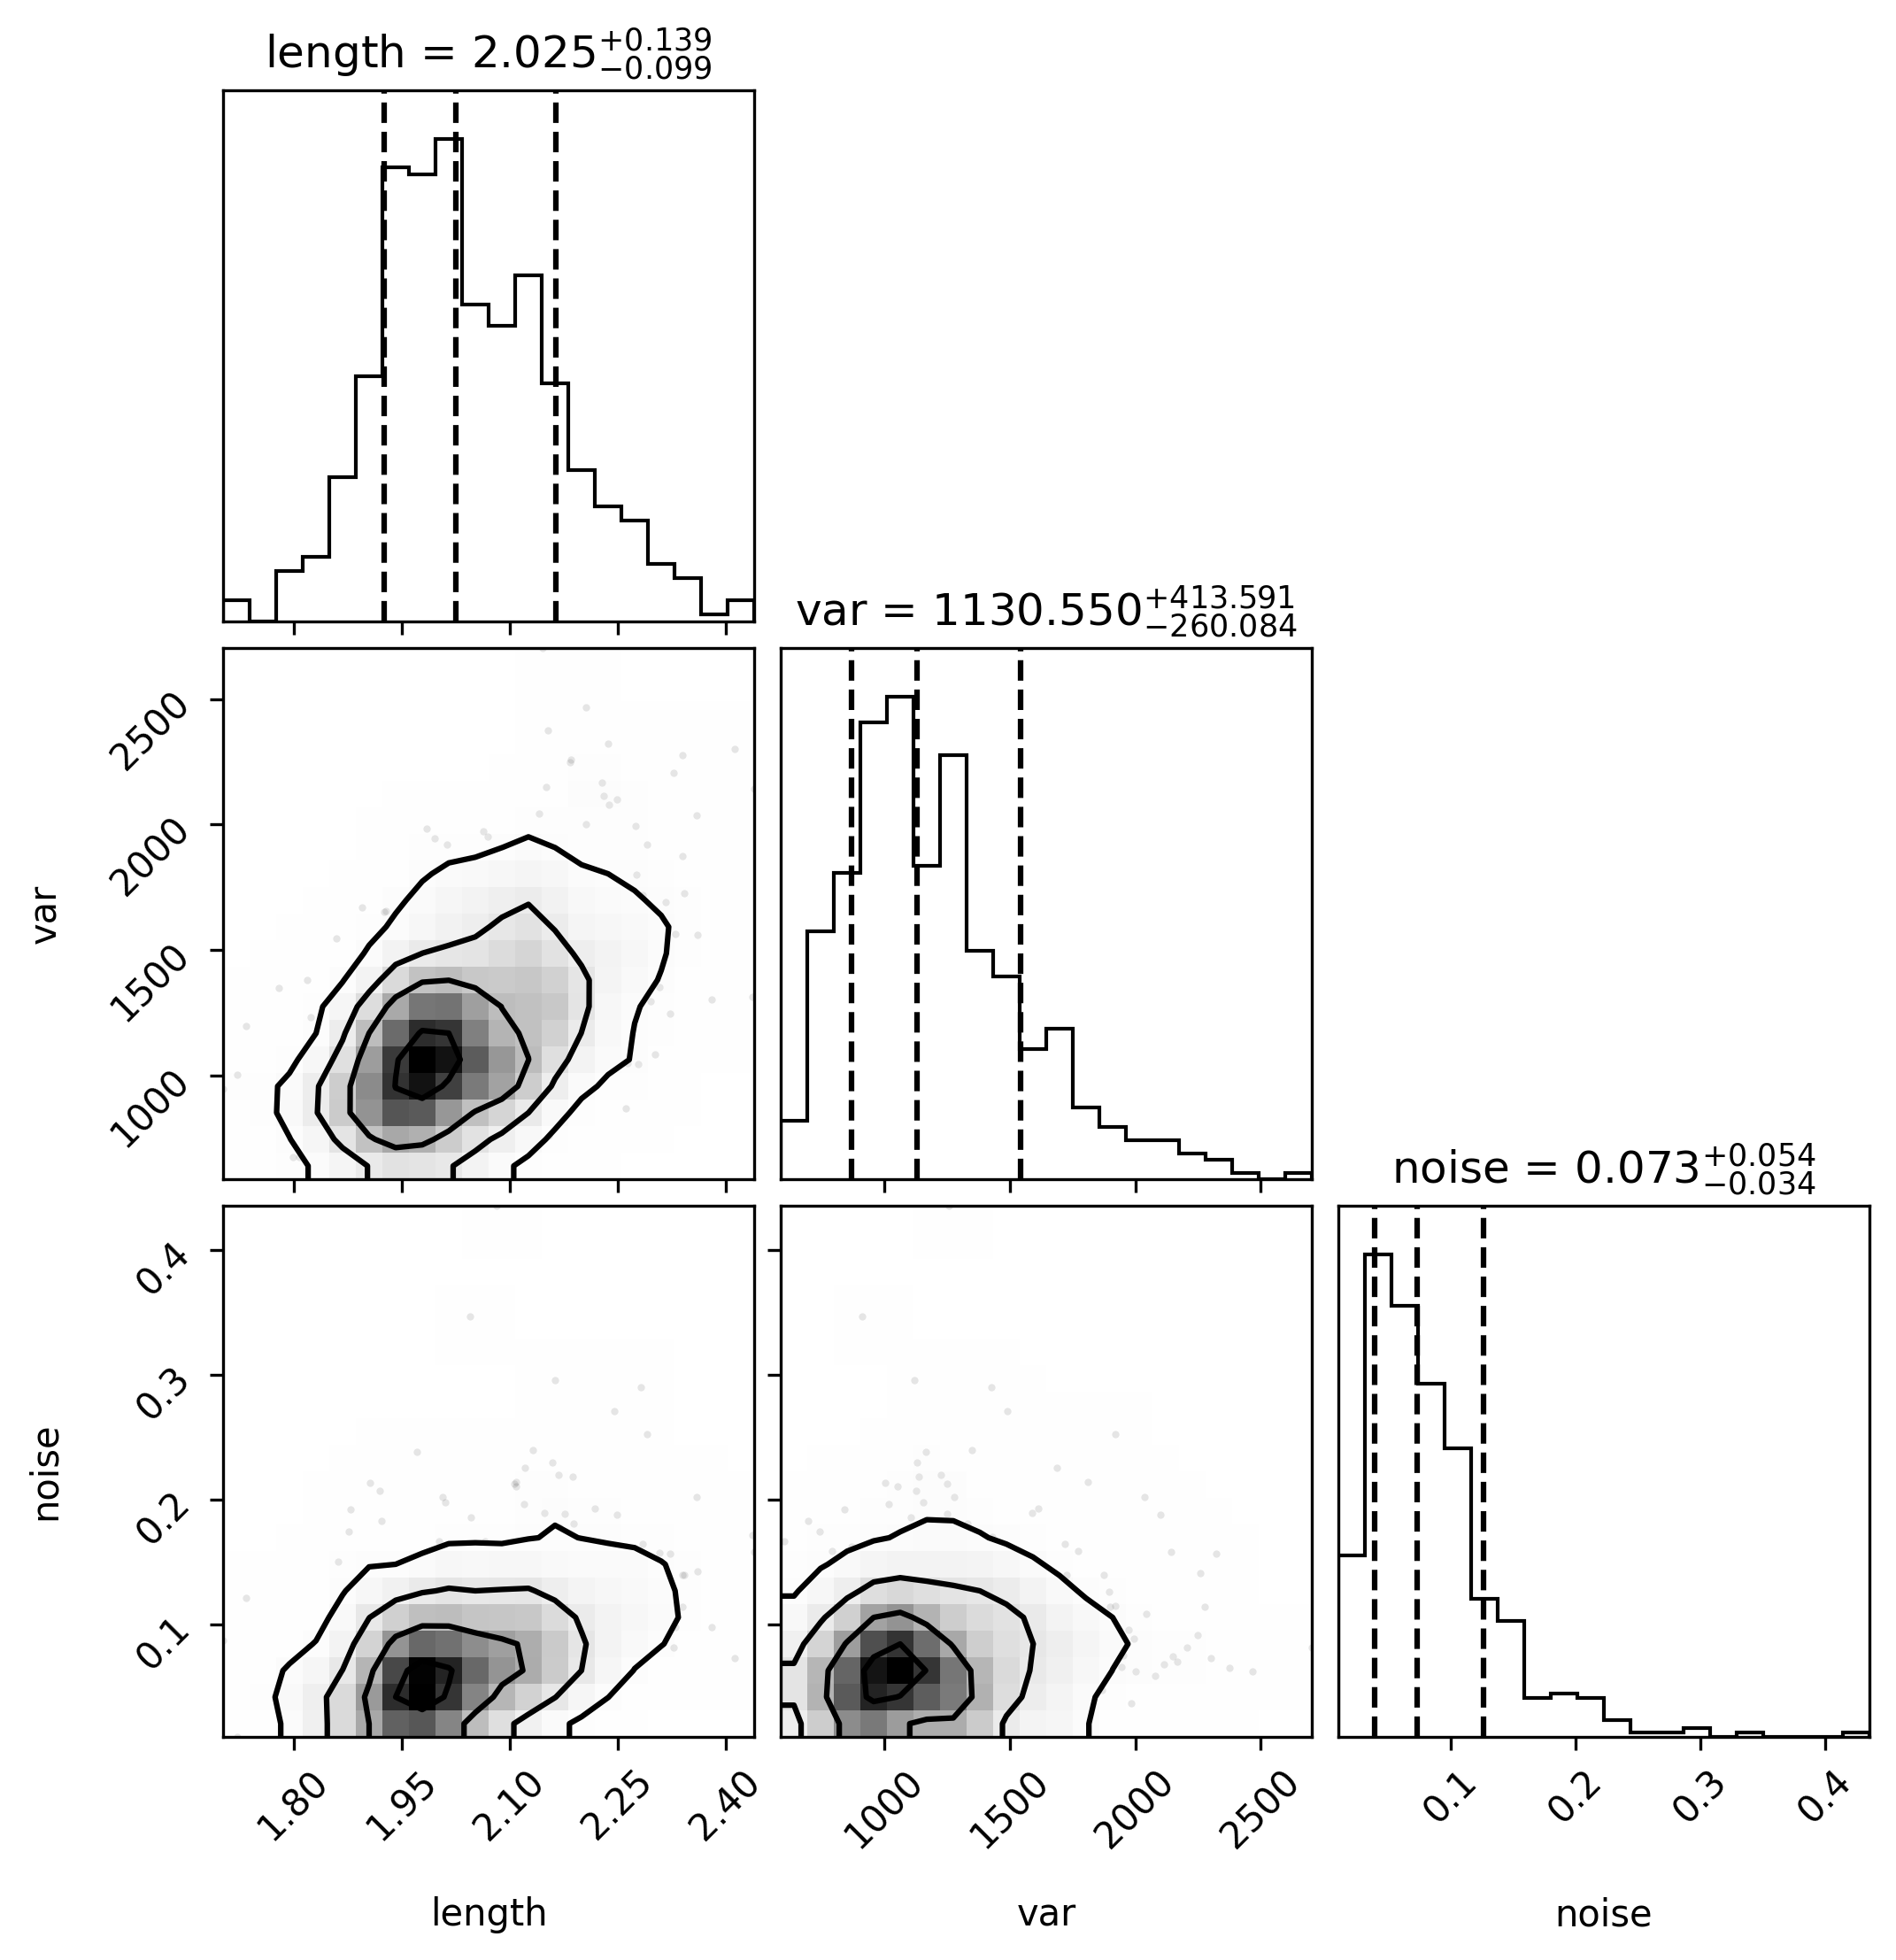 length = 2.025 +0.139 −0.099
var = 1130.550 +413.591 −260.084
2500
2000
1500
1000
var
noise = 0.073 +0.054 −0.034
0.4
0.3
0.2
0.1
noise
1.80 1.95 2.10 2.25 2.40 1000 1500 2000 2500 0.1 0.2 0.3 0.4
length var noise